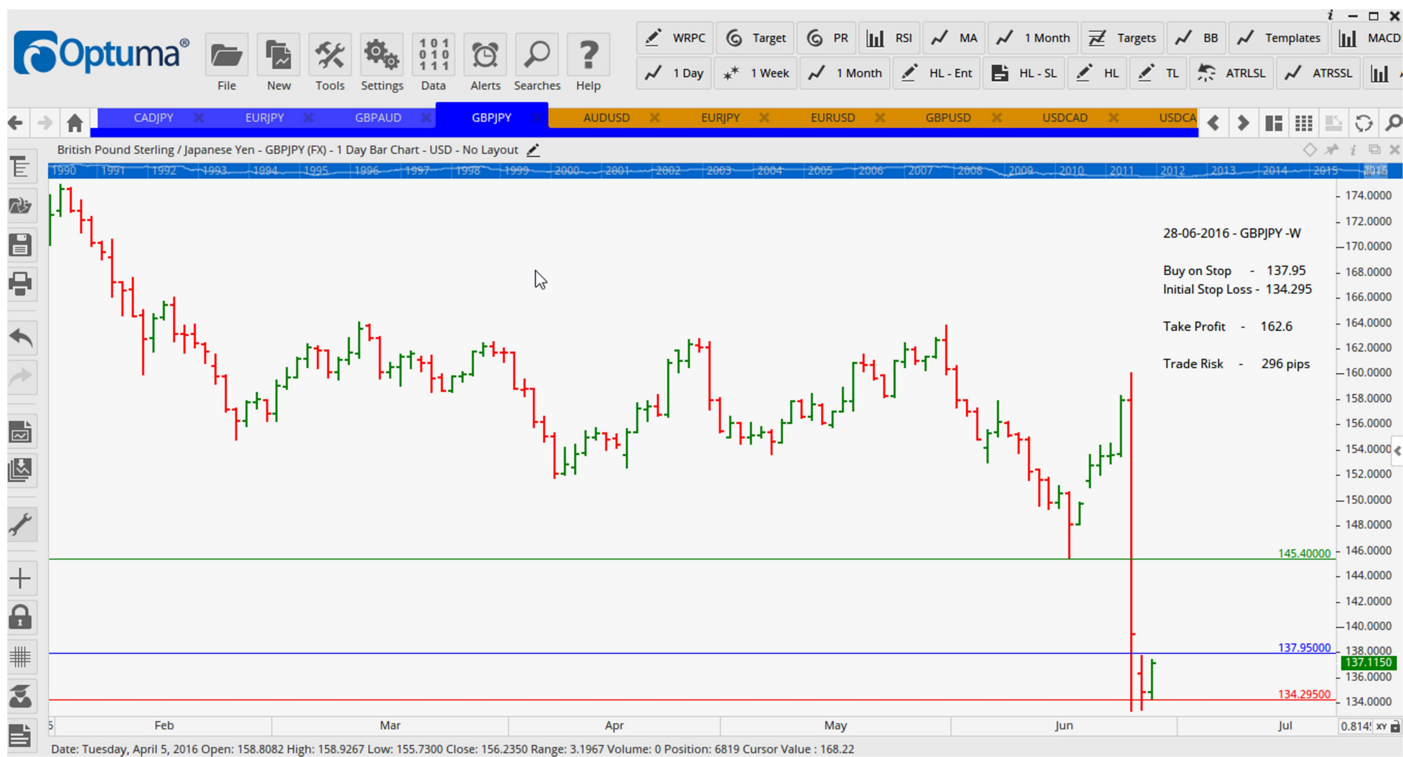 Optuma®
File New Tools Settings Data Alerts Searches Help
101
010
111
WRPC Target PR RSI MA 1 Month Targets BB Templates MACD
1 Day 1 Week 1 Month HL - Ent HL - SL HL TL ATRLSL ATRSSL
CADJPY EURJPY GBPAUD GBPJPY AUDUSD EURJPY EURUSD GBPUSD USDCAD USDCA
British Pound Sterling / Japanese Yen - GBPJPY (FX) - 1 Day Bar Chart - USD - No Layout
1990 1991 1992 1993 1994 1995 1996 1997 1998 1999 2000 2001 2002 2003 2004 2005 2006 2007 2008 2009 2010 2011 2012 2013 2014 2015 2016
174.0000
172.0000
28-06-2016 - GBPJPY -W
170.0000
Buy on Stop - 137.95
168.0000
Initial Stop Loss - 134.295
166.0000
Take Profit - 162.6
164.0000
162.0000
Trade Risk - 296 pips
160.0000
158.0000
156.0000
154.0000
152.0000
150.0000
148.0000
146.0000
145.40000
144.0000
142.0000
140.0000
137.95000
138.0000
137.1150
136.0000
134.29500
134.0000
Feb Mar Apr May Jun Jul
XY
Date: Tuesday, April 5, 2016 Open: 158.8082 High: 158.9267 Low: 155.7300 Close: 156.2350 Range: 3.1967 Volume: 0 Position: 6819 Cursor Value : 168.22